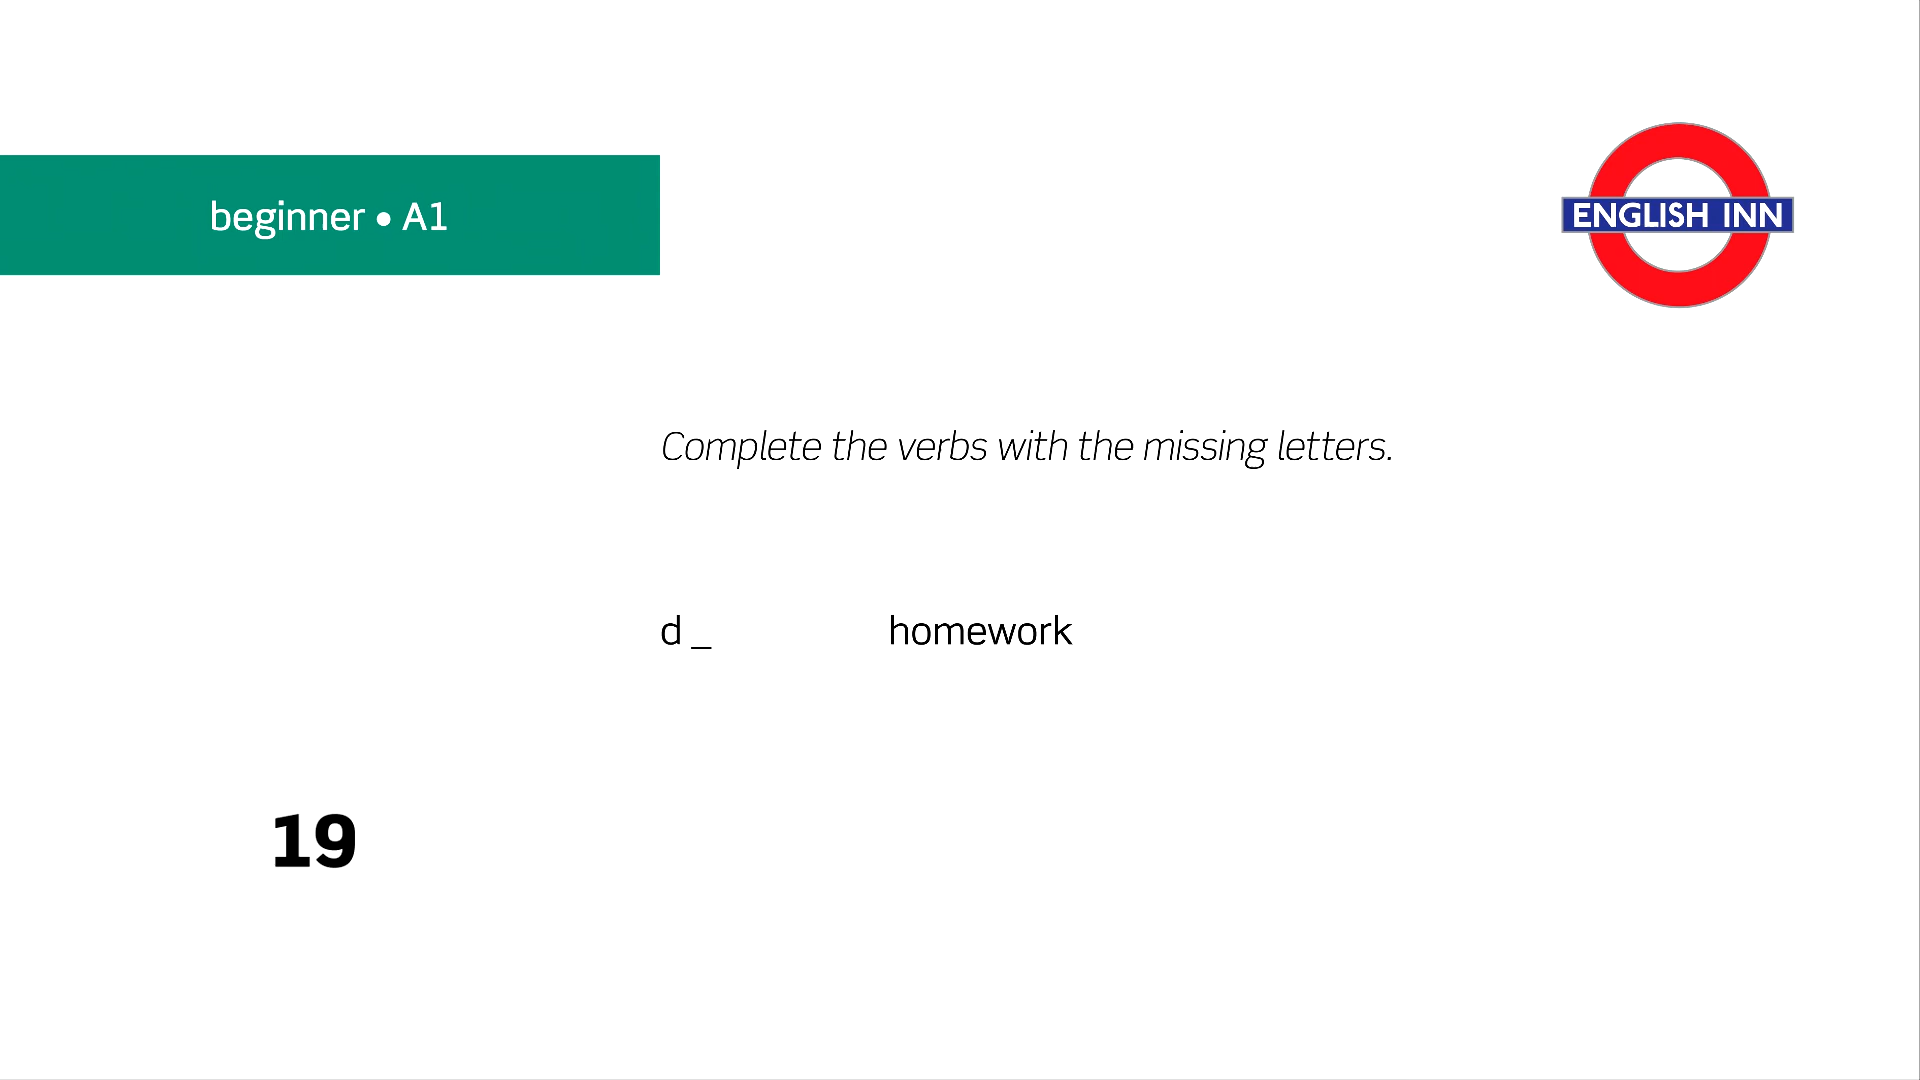 beginner • A1
ENGLISH INN
Complete the verbs with the missing letters.
d _ homework
19